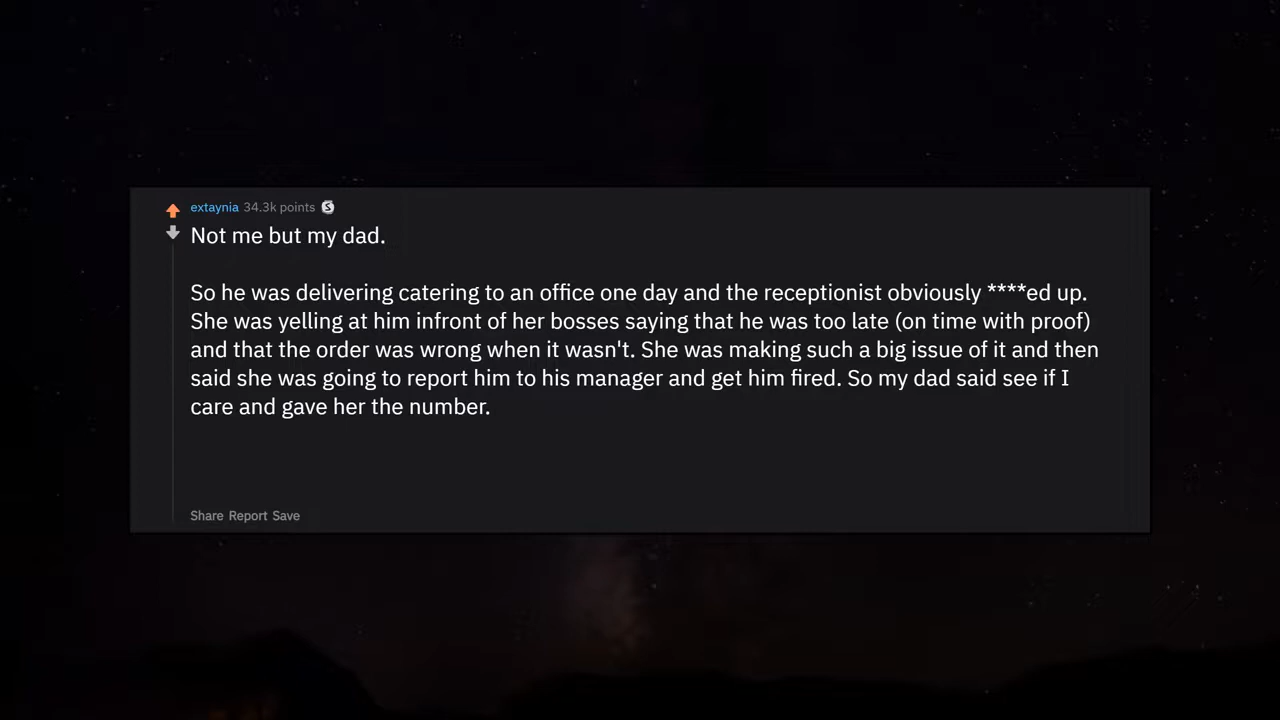 extaynia 34.3k points S
Not me but my dad.
So he was delivering catering to an office one day and the receptionist obviously ****ed up.
She was yelling at him infront of her bosses saying that he was too late (on time with proof)
and that the order was wrong when it wasn't. She was making such a big issue of it and then
said she was going to report him to his manager and get him fired. So my dad said see if I
care and gave her the number.
Share Report Save